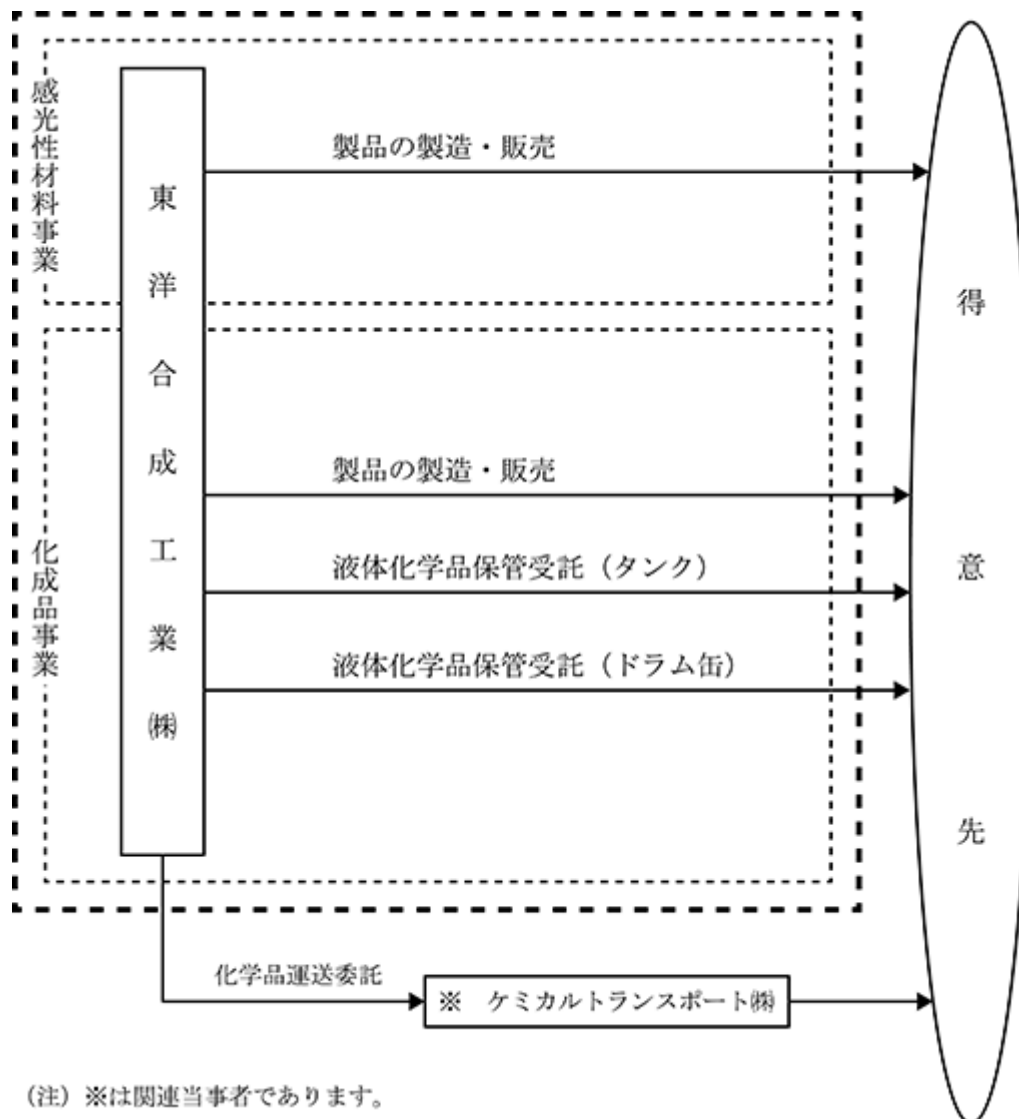 感光性材料事業
東洋合成工業㈱
製品の製造・販売
得意先
化成品事業
製品の製造・販売
液体化学品保管受託（タンク）
液体化学品保管受託（ドラム缶）
化学品運送委託
※　ケミカルトランスポート㈱
（注）※は関連当事者であります。